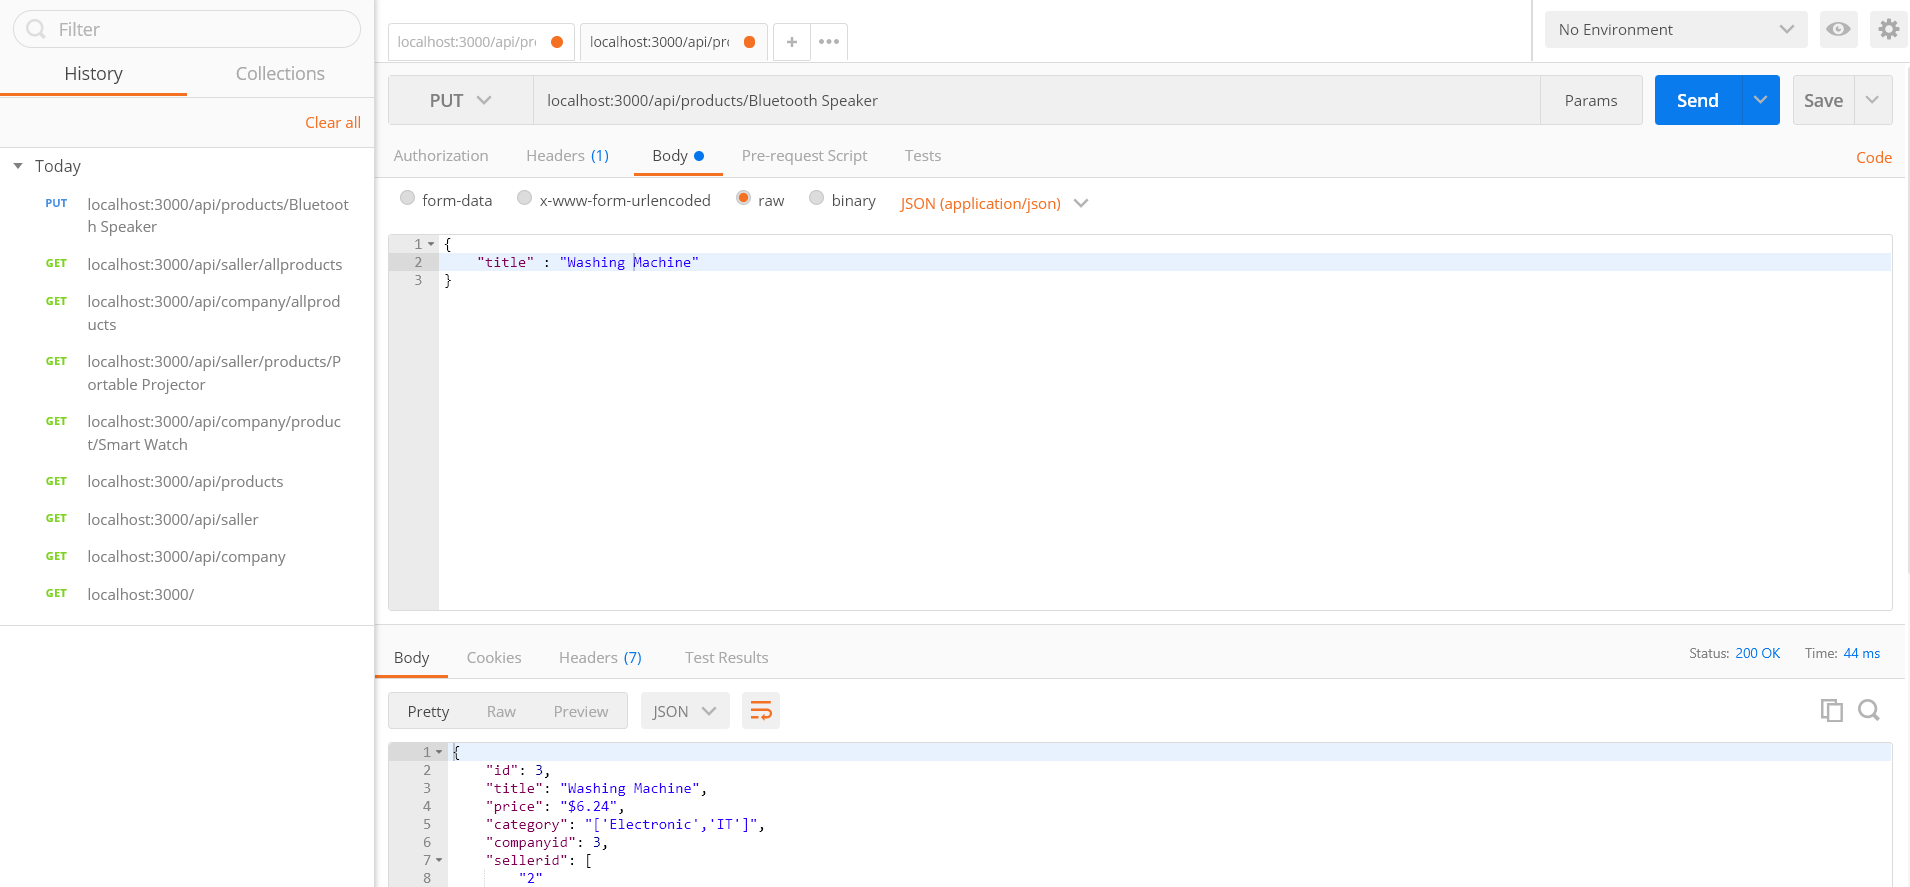 Filter
History Collections
Clear all
Today
PUT localhost:3000/api/products/Bluetoot
h Speaker
GET localhost:3000/api/saller/allproducts
GET localhost:3000/api/company/allprod
ucts
GET localhost:3000/api/saller/products/P
ortable Projector
GET localhost:3000/api/company/produc
t/Smart Watch
GET localhost:3000/api/products
GET localhost:3000/api/saller
GET localhost:3000/api/company
GET localhost:3000/
localhost:3000/api/pr localhost:3000/api/pr + •••
No Environment
PUT localhost:3000/api/products/Bluetooth Speaker Params Send Save
Authorization Headers (1) Body Pre-request Script Tests Code
form-data x-www-form-urlencoded raw binary JSON (application/json)
1 {
2 "title" : "Washing Machine"
3 }
Body Cookies Headers (7) Test Results Status: 200 OK Time: 44 ms
Pretty Raw Preview JSON
1 {
2 "id": 3,
3 "title": "Washing Machine",
4 "price": "$6.24",
5 "category": "['Electronic','IT']",
6 "companyid": 3,
7 "sellerid": [
8 "2"